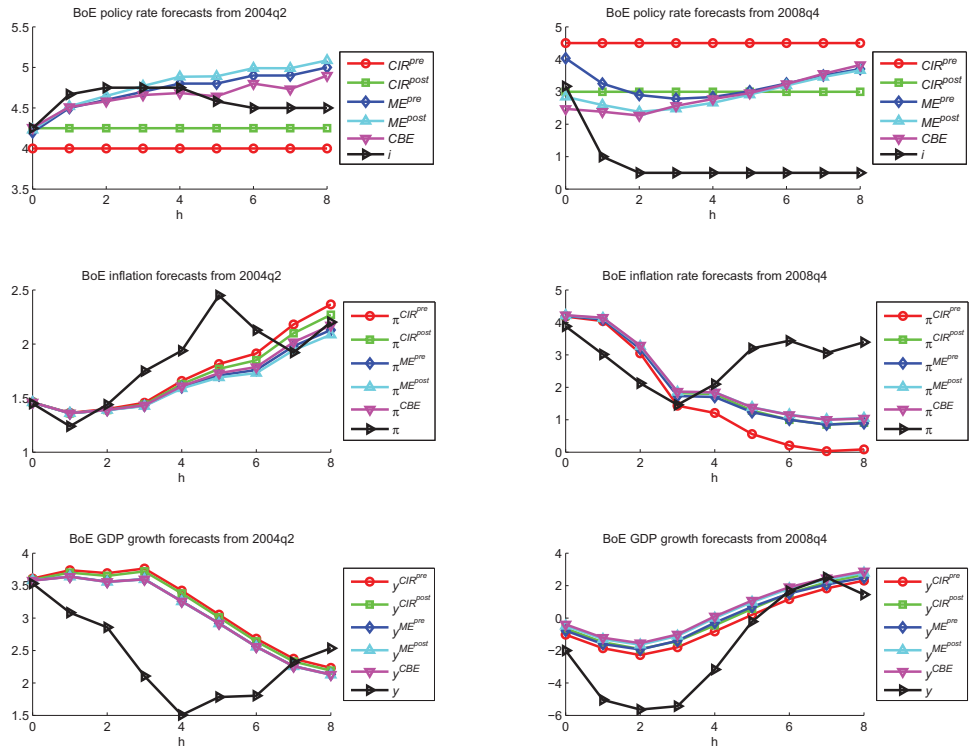 BoE policy rate forecasts from 2004q2
5.5
5
4.5
4
3.5
0 2 4 6 8
h
CIR^pre
CIR^post
ME^pre
ME^post
CBE
i
BoE policy rate forecasts from 2008q4
5
4
3
2
1
0
0 2 4 6 8
h
CIR^pre
CIR^post
ME^pre
ME^post
CBE
i
BoE inflation forecasts from 2004q2
2.5
2
1.5
1
0 2 4 6 8
h
π^CIR^pre
π^CIR^post
π^ME^pre
π^ME^post
π^CBE
π
BoE inflation rate forecasts from 2008q4
5
4
3
2
1
0
0 2 4 6 8
h
π^CIR^pre
π^CIR^post
π^ME^pre
π^ME^post
π^CBE
π
BoE GDP growth forecasts from 2004q2
4
3.5
3
2.5
2
1.5
0 2 4 6 8
h
y^CIR^pre
y^CIR^post
y^ME^pre
y^ME^post
y^CBE
y
BoE GDP growth forecasts from 2008q4
4
2
0
−2
−4
−6
0 2 4 6 8
h
y^CIR^pre
y^CIR^post
y^ME^pre
y^ME^post
y^CBE
y